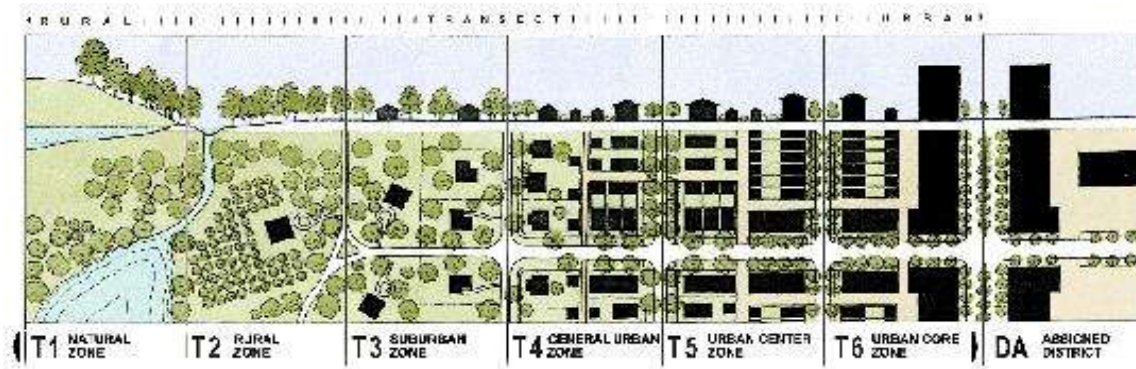 RURAL TRANSECT URBAN
T1 NATURAL ZONE
T2 RURAL ZONE
T3 SUBURBAN ZONE
T4 GENERAL URBAN ZONE
T5 URBAN CENTER ZONE
T6 URBAN CORE ZONE
DA ASSIGNED DISTRICT